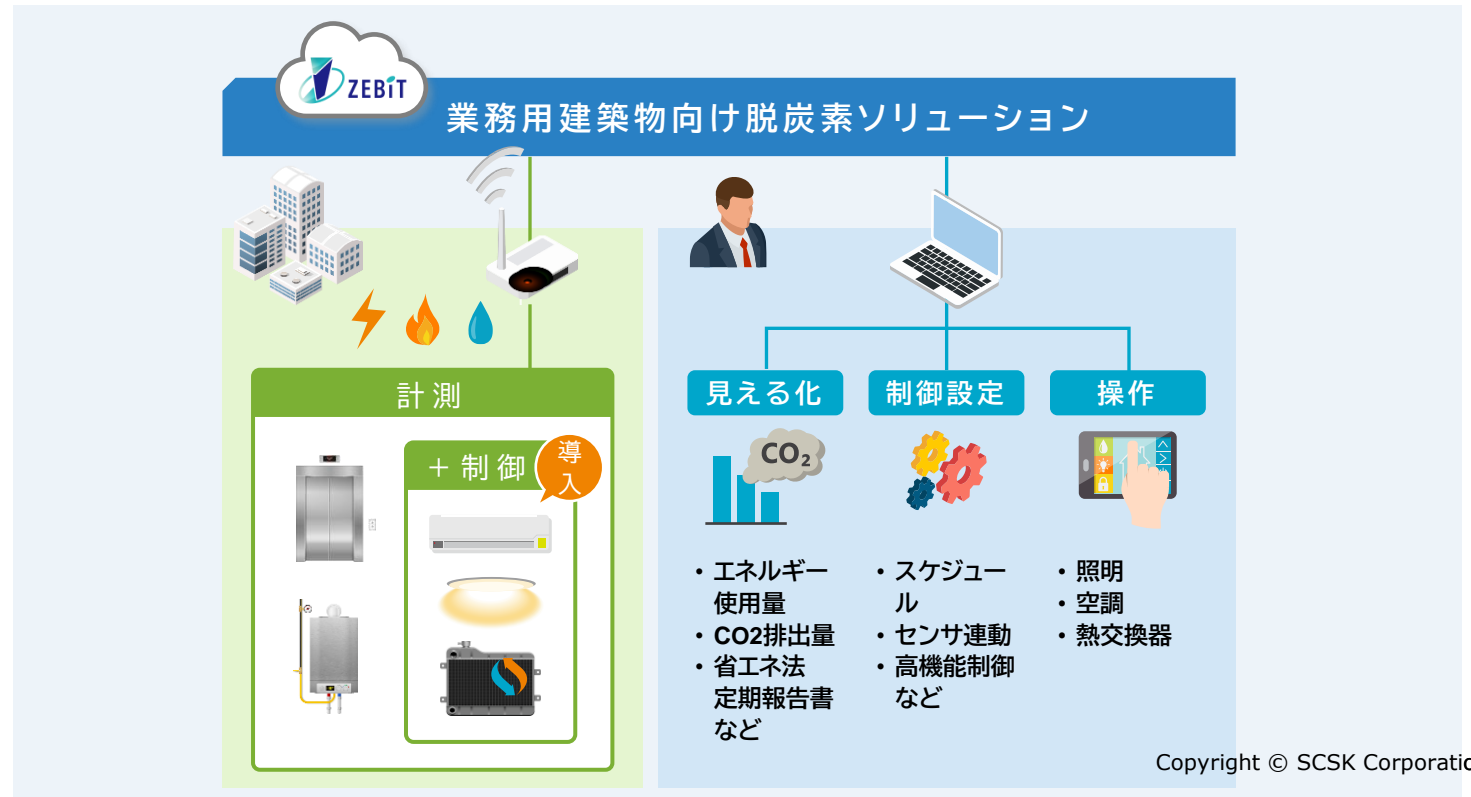 ZEBiT
業務用建築物向け脱炭素ソリューション
計測
＋制御
導
入
見える化
制御設定
操作
CO₂
・エネルギー
使用量
・CO2排出量
・省エネ法
定期報告書
など
・スケジュー
ル
・センサ連動
・高機能制御
など
・照明
・空調
・熱交換器
Copyright © SCSK Corporatio